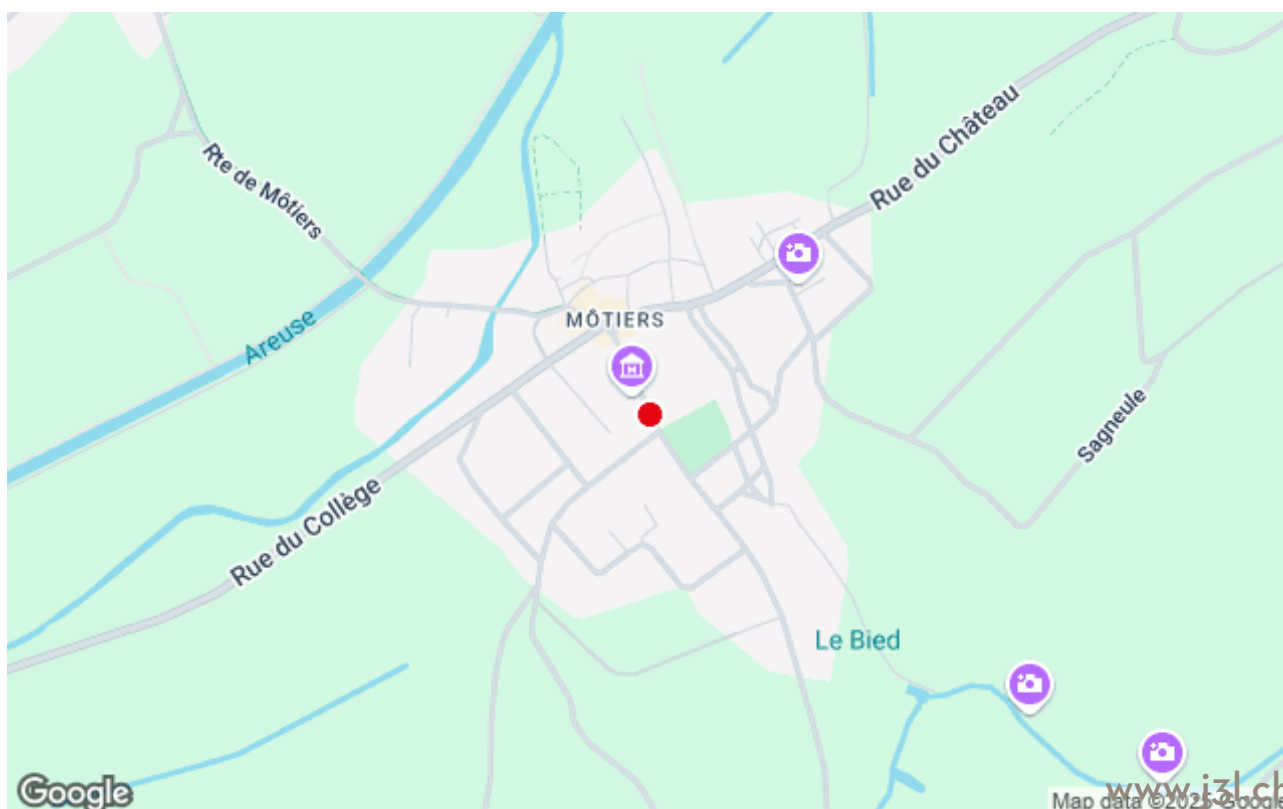 Rue du Château
Rte de Môtiers
MÔTIERS
Areuse
Sagneule
Rue du Collège
Le Bied
Google
Map data ©2025 Google
www.j3l.ch